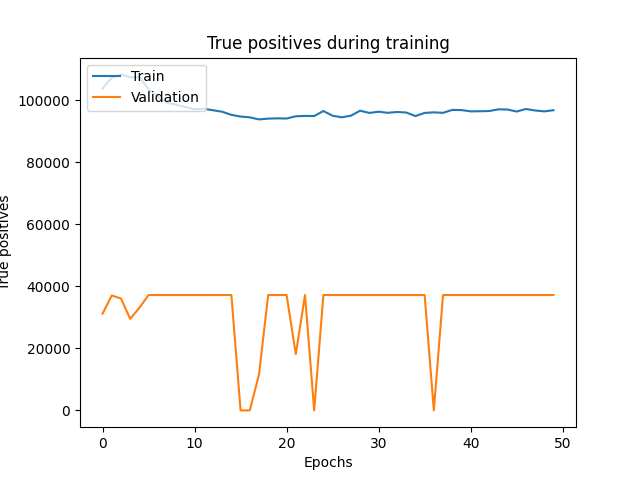 True positives during training
Train
Validation
100000
80000
60000
40000
20000
0
True positives
0 10 20 30 40 50
Epochs